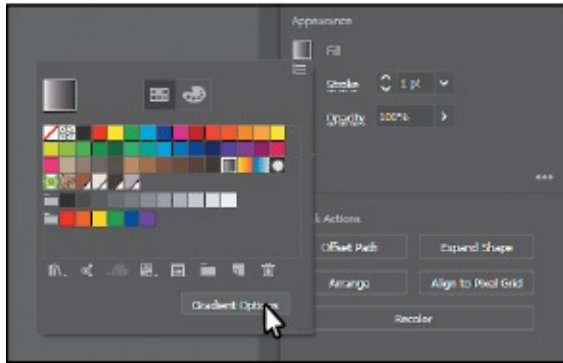 Appearance
Fill
Stroke 1 pt
Opacity 100%
Quick Actions
Offset Path Expand Shape
Arrange Align to Pixel Grid
Recolor
Gradient Options